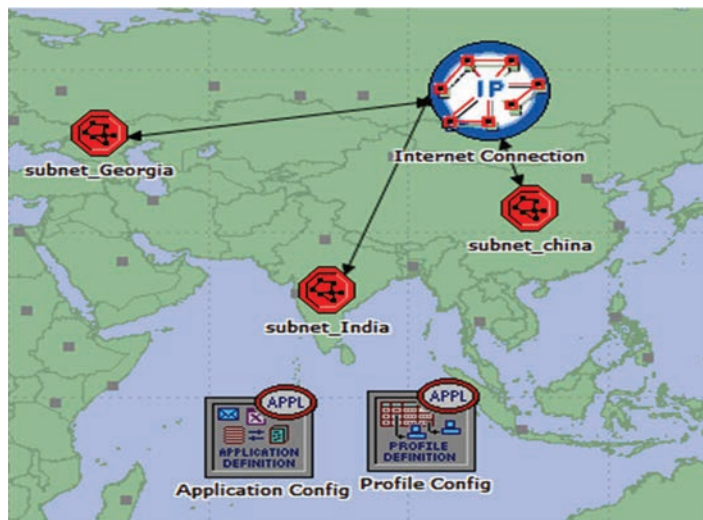 IP
Internet Connection
subnet_Georgia
subnet_china
subnet_India
APPL
APPLICATION
DEFINITION
Application Config
APPL
PROFILE
DEFINITION
Profile Config